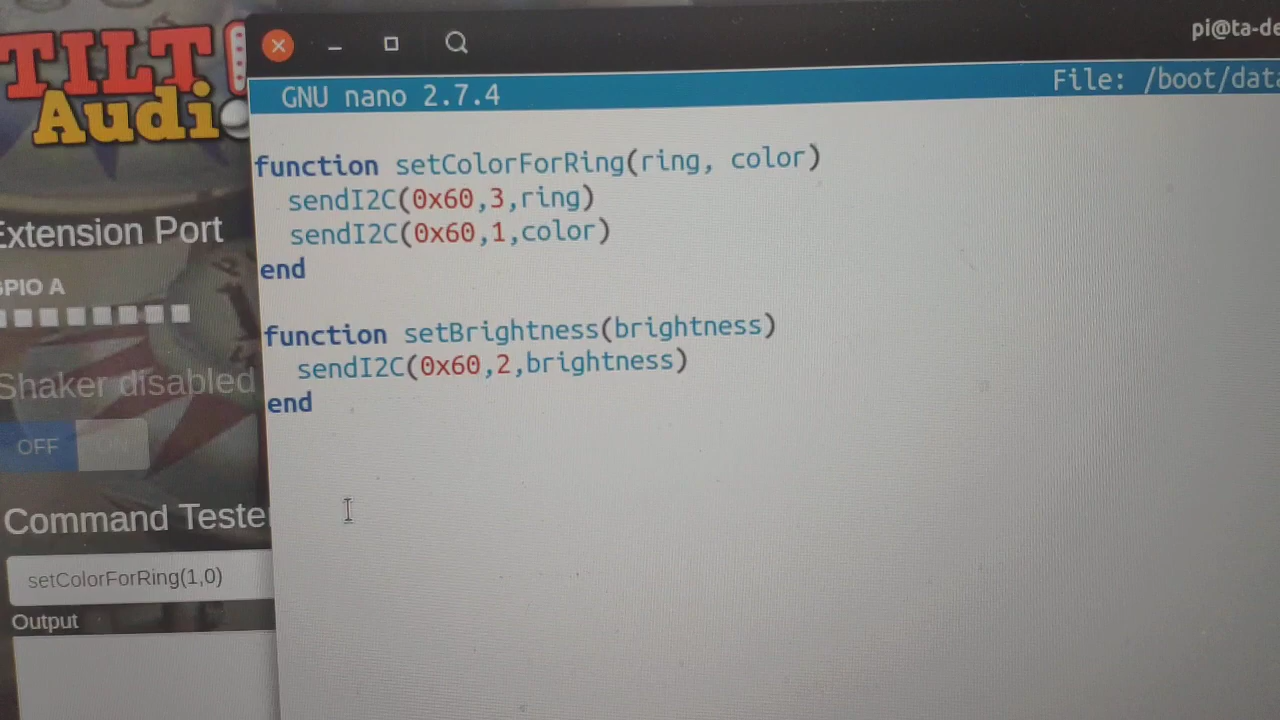 TILT!
Audio
pi@ta-de
GNU nano 2.7.4
File: /boot/data
function setColorForRing(ring, color)
sendI2C(0x60,3,ring)
sendI2C(0x60,1,color)
end
function setBrightness(brightness)
sendI2C(0x60,2,brightness)
end
Extension Port
GPIO A
Shaker disabled
OFF
ON
Command Teste
setColorForRing(1,0)
Output